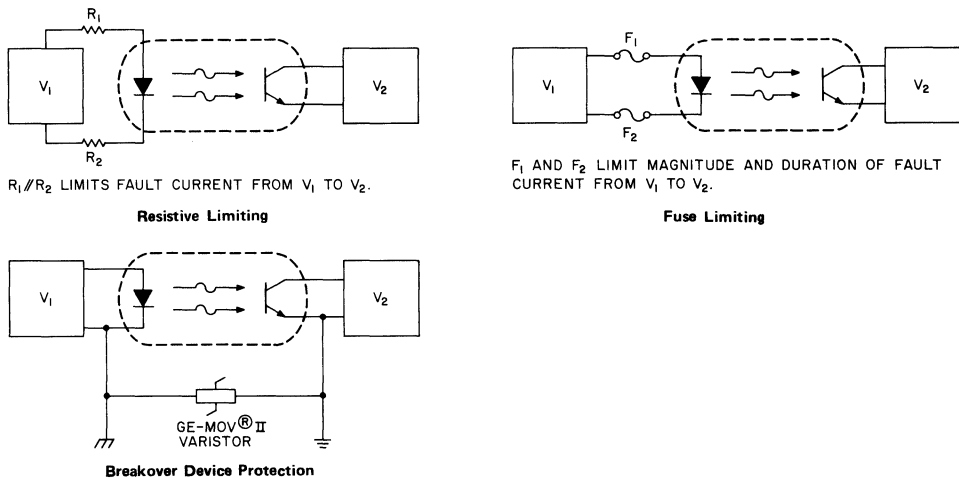 R1
V1
V2
R2
R1//R2 LIMITS FAULT CURRENT FROM V1 TO V2.
Resistive Limiting
F1
V1
V2
F2
F1 AND F2 LIMIT MAGNITUDE AND DURATION OF FAULT
CURRENT FROM V1 TO V2.
Fuse Limiting
V1
V2
GE-MOV® II
VARISTOR
Breakover Device Protection